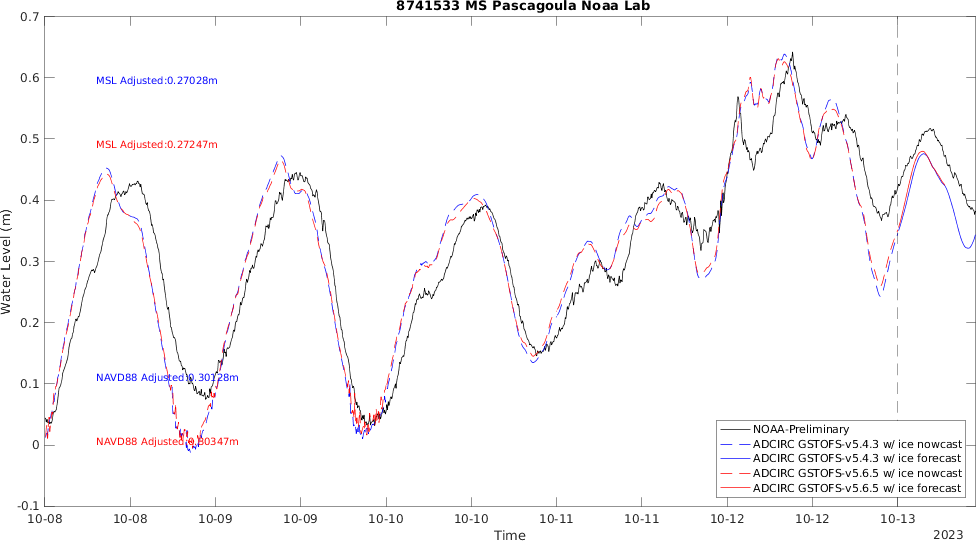 8741533 MS Pascagoula Noaa Lab
0.7
0.6
0.5
0.4
0.3
0.2
0.1
0
-0.1
Water Level (m)
MSL Adjusted:0.27028m
MSL Adjusted:0.27247m
NAVD88 Adjusted:0.30128m
NAVD88 Adjusted:0.30347m
NOAA-Preliminary
ADCIRC GSTOFS-v5.4.3 w/ ice nowcast
ADCIRC GSTOFS-v5.4.3 w/ ice forecast
ADCIRC GSTOFS-v5.6.5 w/ ice nowcast
ADCIRC GSTOFS-v5.6.5 w/ ice forecast
10-08 10-08 10-09 10-09 10-10 10-10 10-11 10-11 10-12 10-12 10-13
Time
2023